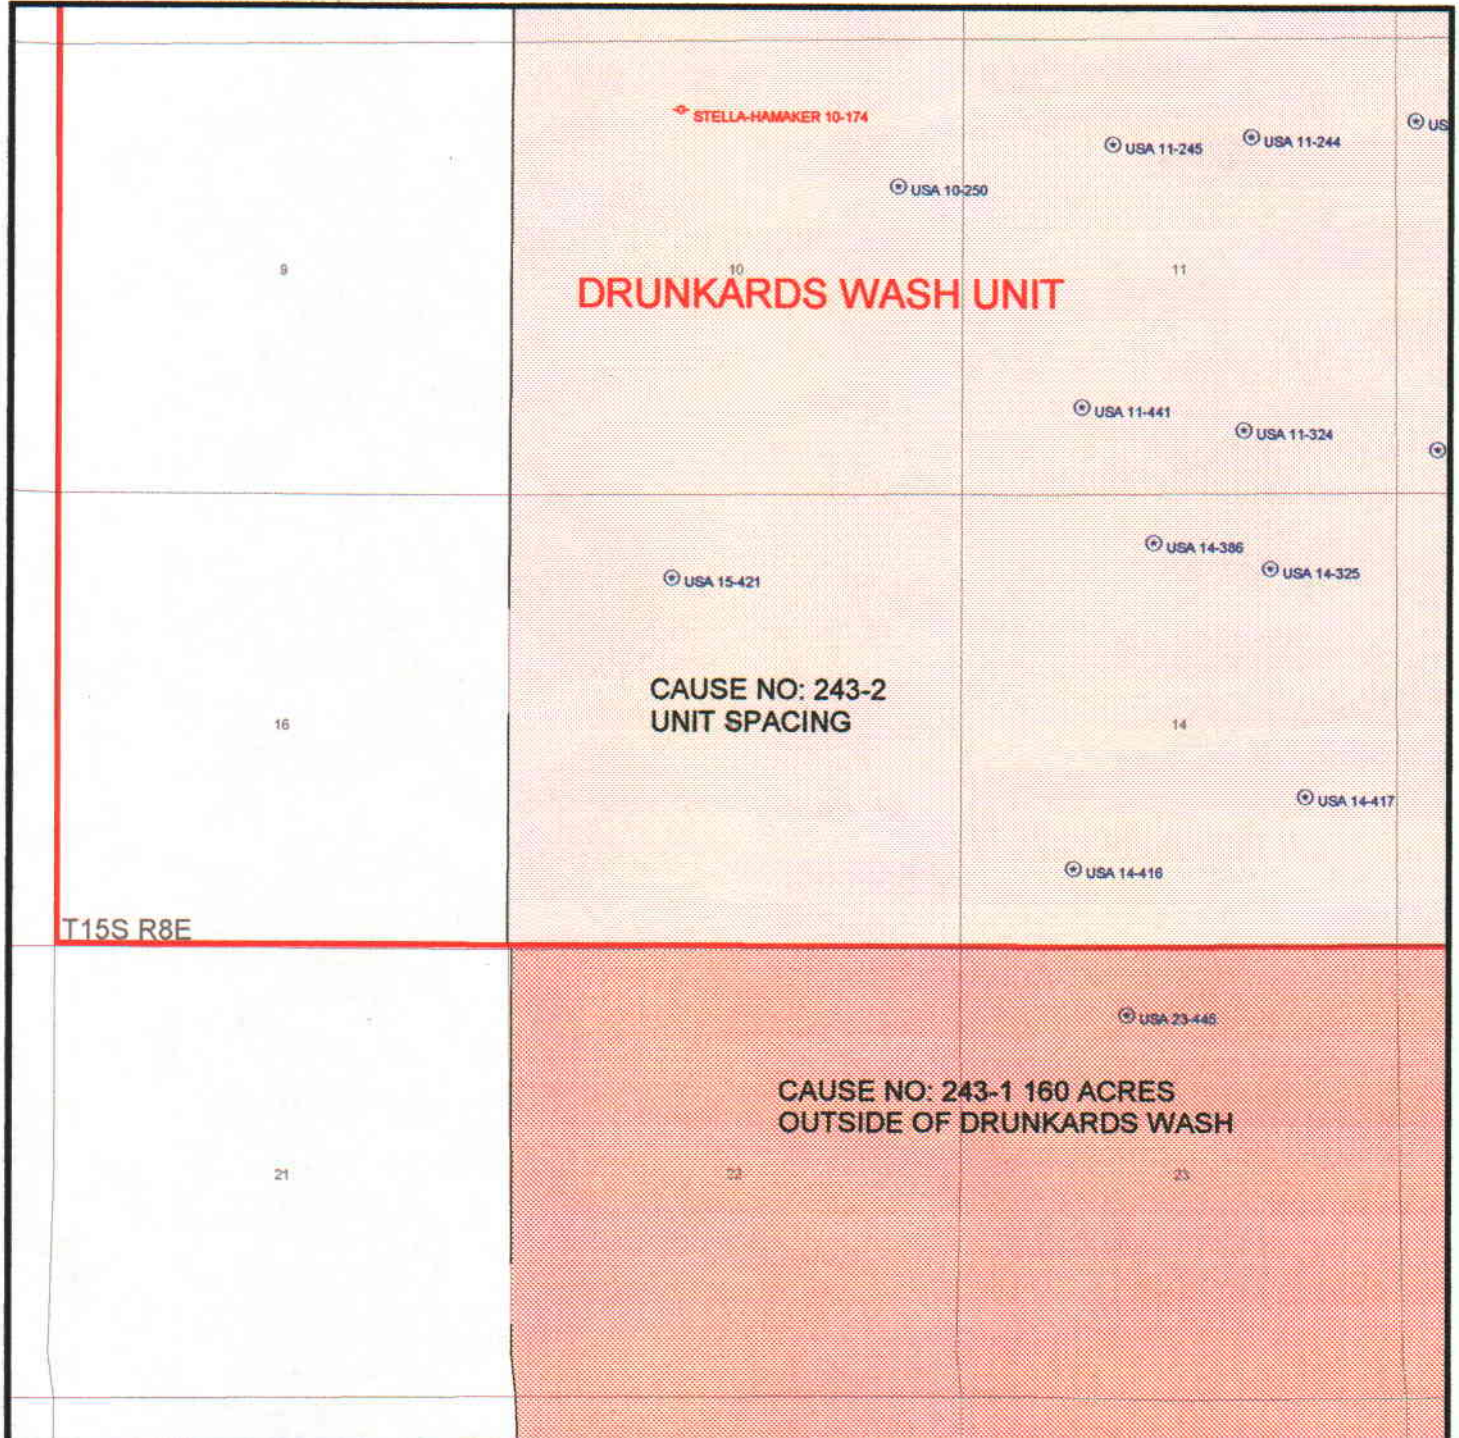 STELLA-HAMAKER 10-174
US
USA 11-245
USA 11-244
USA 10-250
9
10
11
DRUNKARDS WASH UNIT
USA 11-441
USA 11-324
USA 14-386
USA 14-325
USA 15-421
CAUSE NO: 243-2
UNIT SPACING
16
14
USA 14-417
USA 14-416
T15S R8E
USA 23-445
CAUSE NO: 243-1 160 ACRES
OUTSIDE OF DRUNKARDS WASH
21
22
23